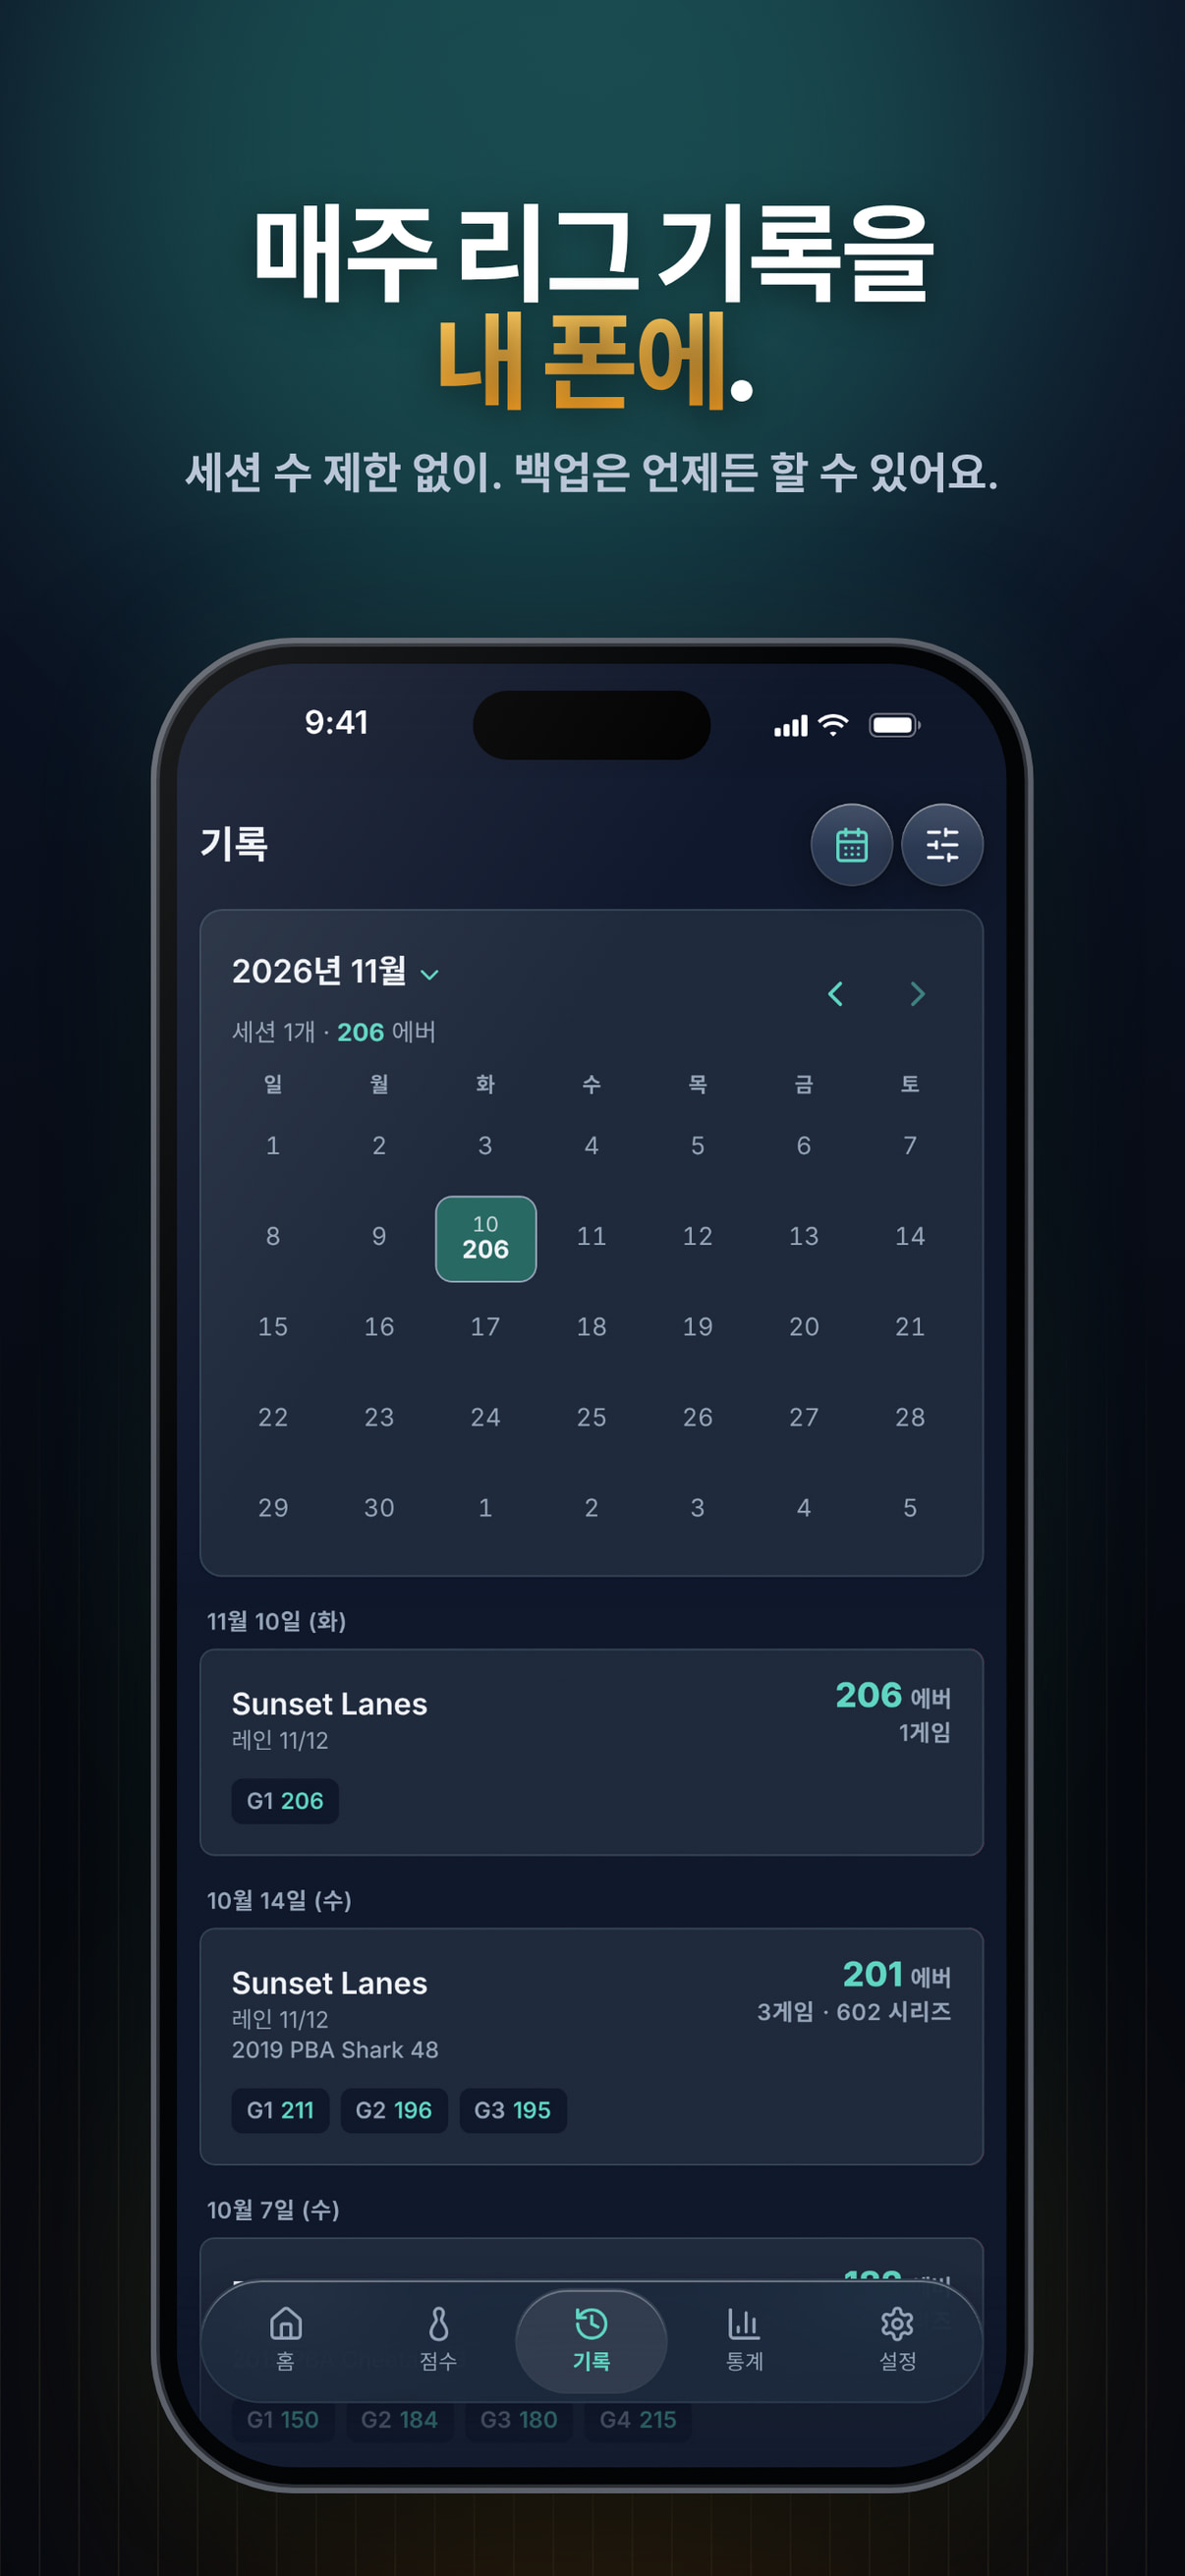 매주 리그 기록을
내 폰에.
세션 수 제한 없이. 백업은 언제든 할 수 있어요.
9:41
기록
2026년 11월
세션 1개 · 206 에버
일 월 화 수 목 금 토
1 2 3 4 5 6 7
8 9 10 11 12 13 14
206
15 16 17 18 19 20 21
22 23 24 25 26 27 28
29 30 1 2 3 4 5
11월 10일 (화)
Sunset Lanes
206 에버
레인 11/12
1게임
G1 206
10월 14일 (수)
Sunset Lanes
201 에버
레인 11/12
3게임 · 602 시리즈
2019 PBA Shark 48
G1 211 G2 196 G3 195
10월 7일 (수)
홈 점수 기록 통계 설정
G1 150 G2 184 G3 180 G4 215